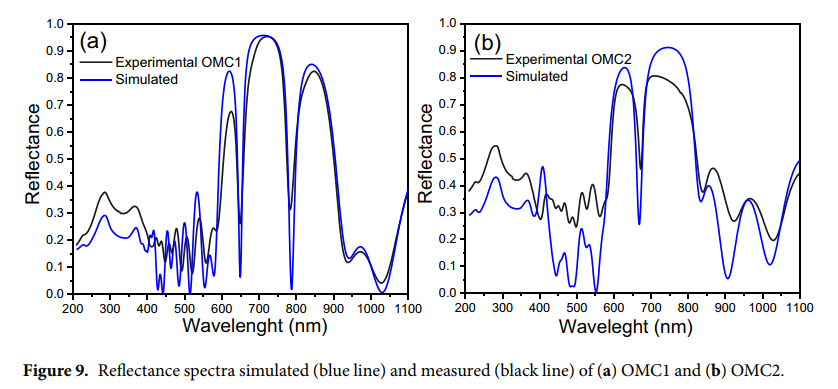 (a)
Experimental OMC1
Simulated
Reflectance
1.0
0.9
0.8
0.7
0.6
0.5
0.4
0.3
0.2
0.1
0.0
200 300 400 500 600 700 800 900 1000 1100
Wavelenght (nm)
(b)
Experimental OMC2
Simulated
Reflectance
1.0
0.9
0.8
0.7
0.6
0.5
0.4
0.3
0.2
0.1
0.0
200 300 400 500 600 700 800 900 1000 1100
Waveleght (nm)
Figure 9. Reflectance spectra simulated (blue line) and measured (black line) of (a) OMC1 and (b) OMC2.